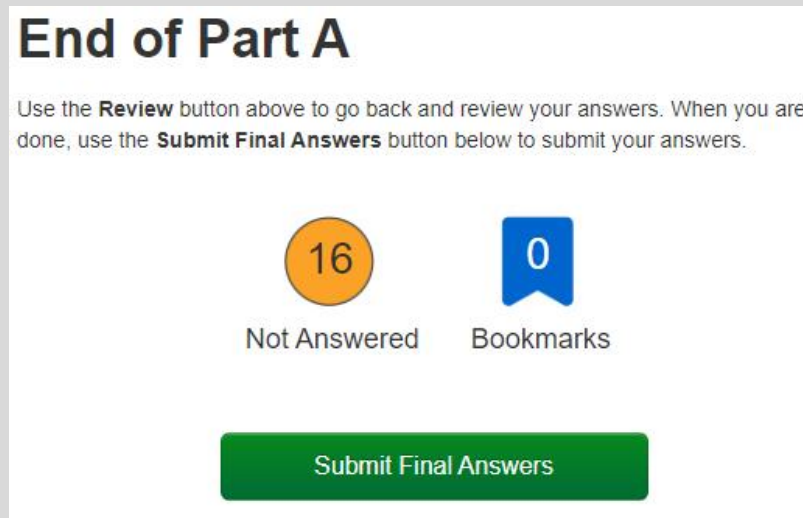 End of Part A
Use the Review button above to go back and review your answers. When you are
done, use the Submit Final Answers button below to submit your answers.
16
0
Not Answered
Bookmarks
Submit Final Answers